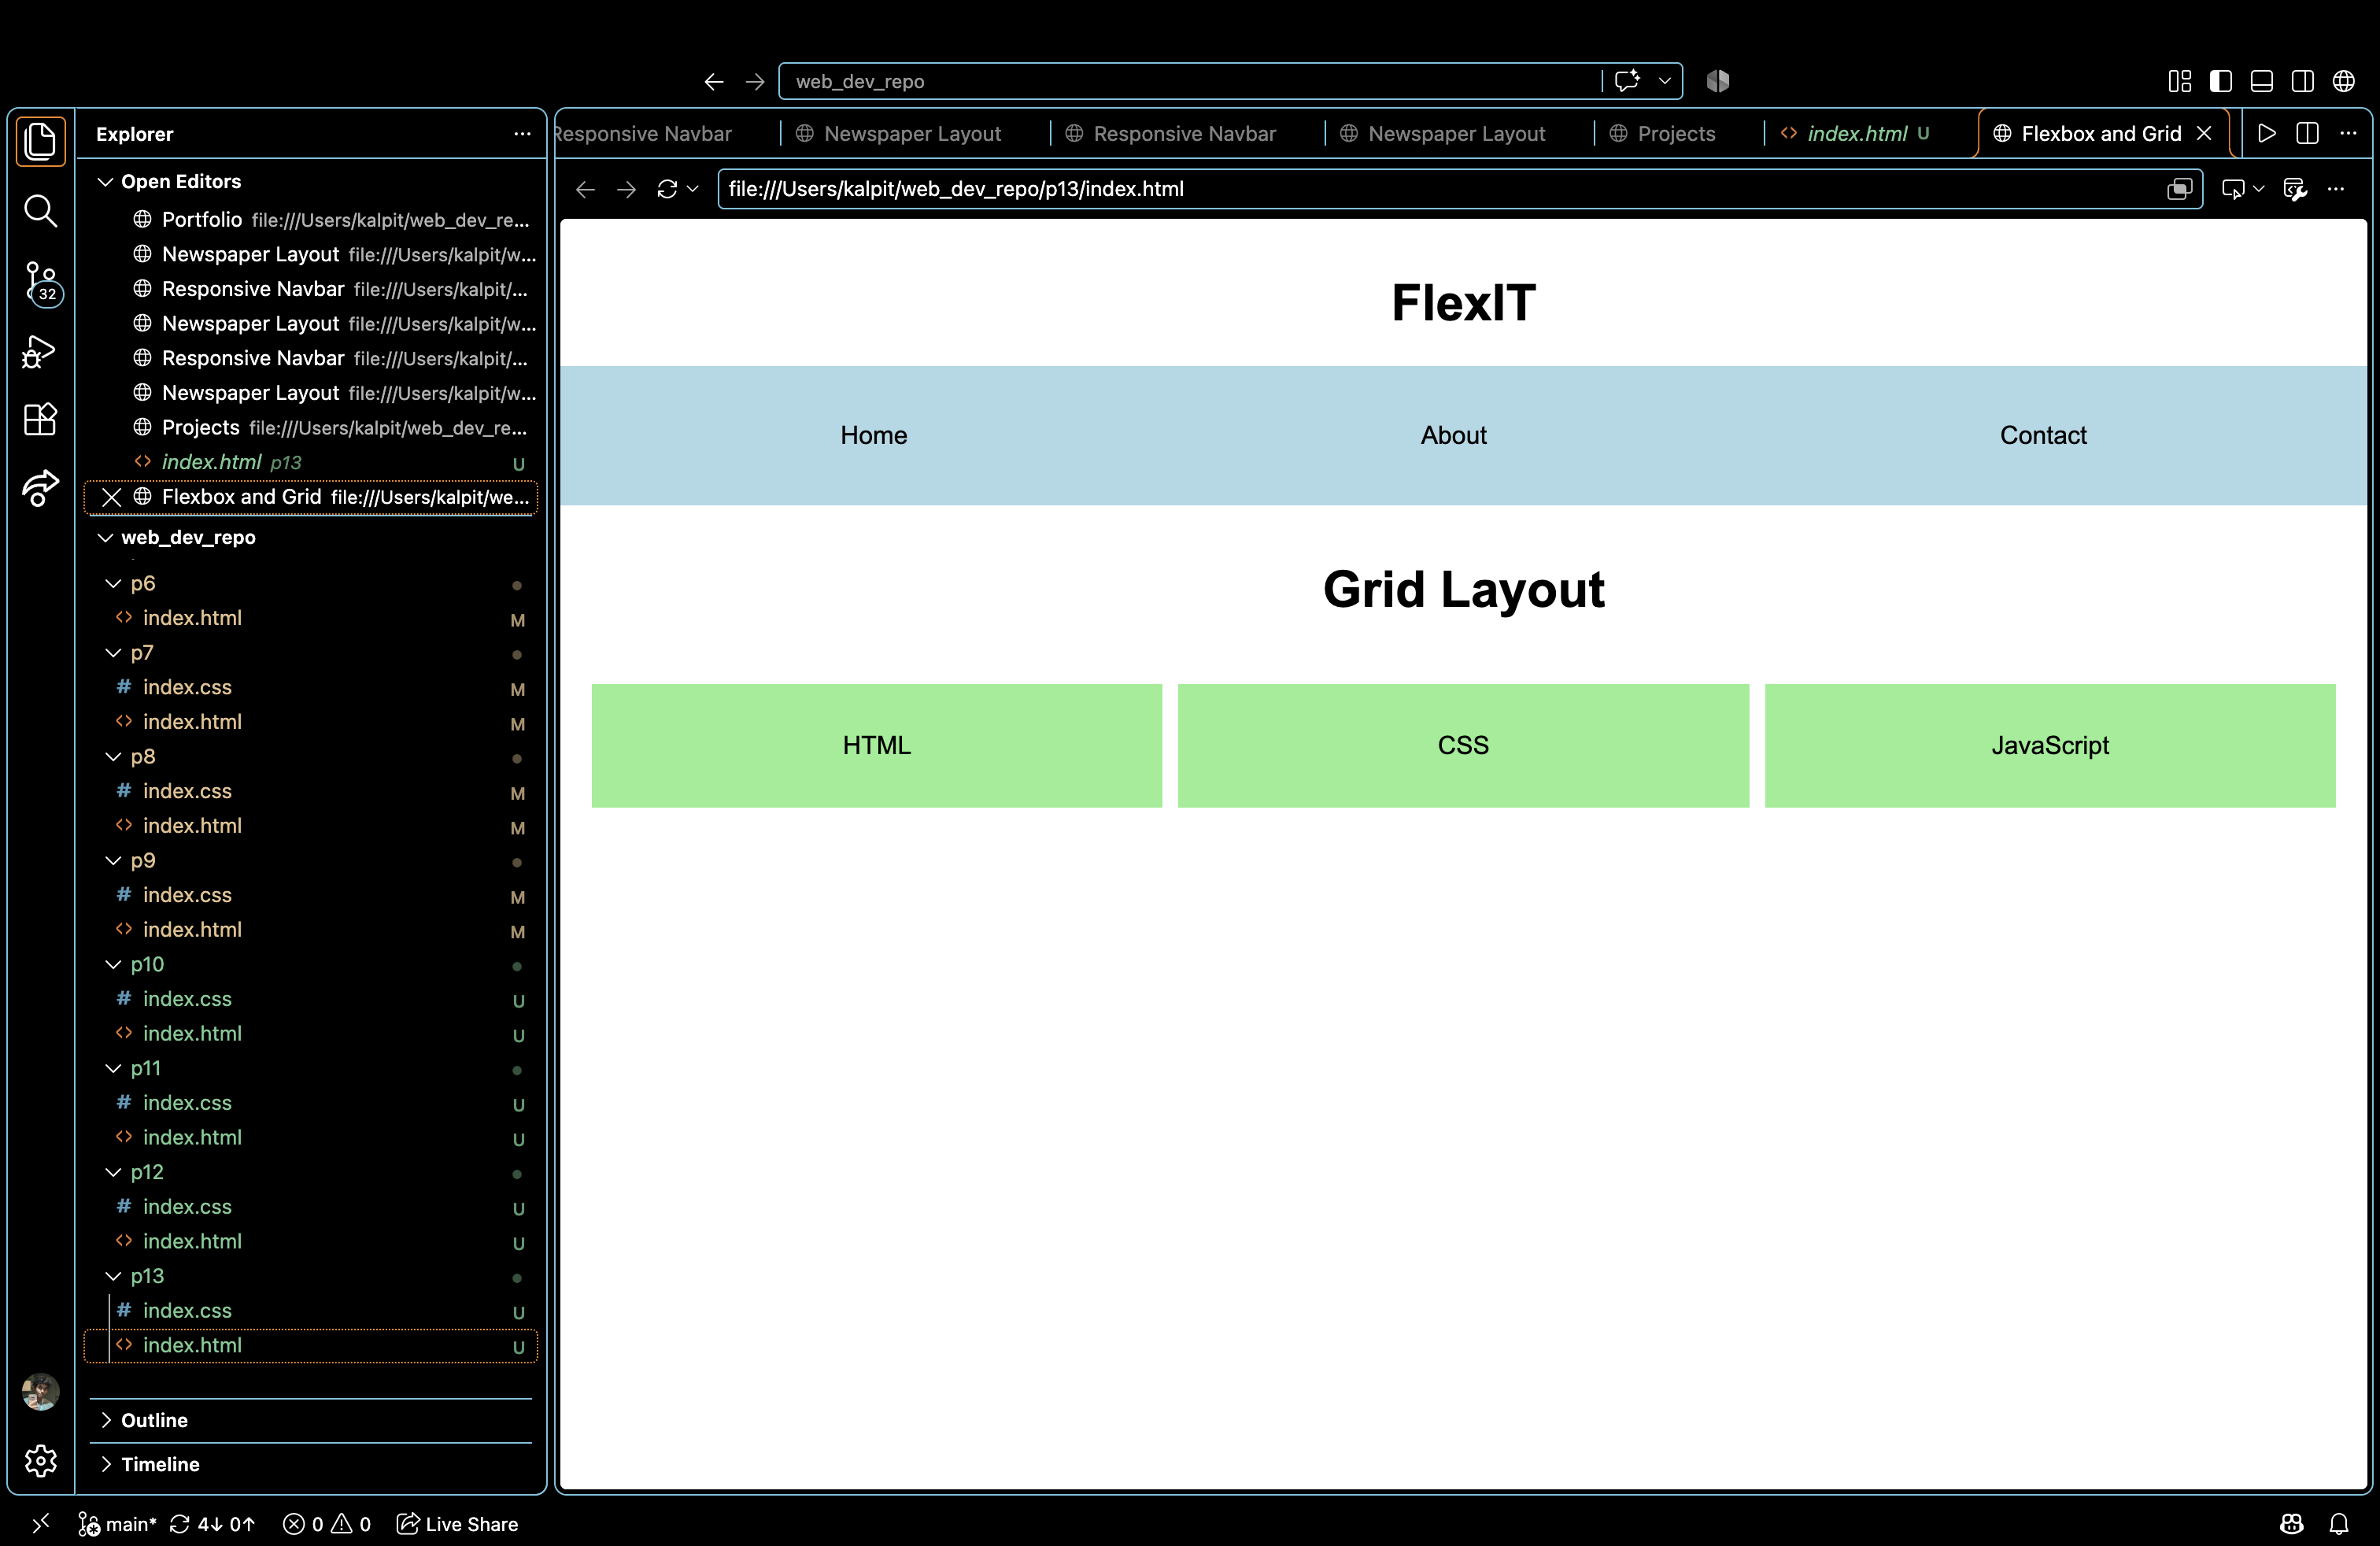 web_dev_repo
Explorer
Responsive Navbar
Newspaper Layout
Responsive Navbar
Newspaper Layout
Projects
index.html U
Flexbox and Grid
Open Editors
file:///Users/kalpit/web_dev_repo/p13/index.html
Portfolio file:///Users/kalpit/web_dev_re...
Newspaper Layout file:///Users/kalpit/w...
Responsive Navbar file:///Users/kalpit/...
Newspaper Layout file:///Users/kalpit/w...
Responsive Navbar file:///Users/kalpit/...
Newspaper Layout file:///Users/kalpit/w...
Projects file:///Users/kalpit/web_dev_re...
index.html p13 U
Flexbox and Grid file:///Users/kalpit/we...
32
web_dev_repo
p6
index.html M
p7
# index.css M
index.html M
p8
# index.css M
index.html M
p9
# index.css M
index.html M
p10
# index.css U
index.html U
p11
# index.css U
index.html U
p12
# index.css U
index.html U
p13
# index.css U
index.html U
Outline
Timeline
FlexIT
Home About Contact
Grid Layout
HTML CSS JavaScript
main* 4↓ 0↑ 0 0 Live Share